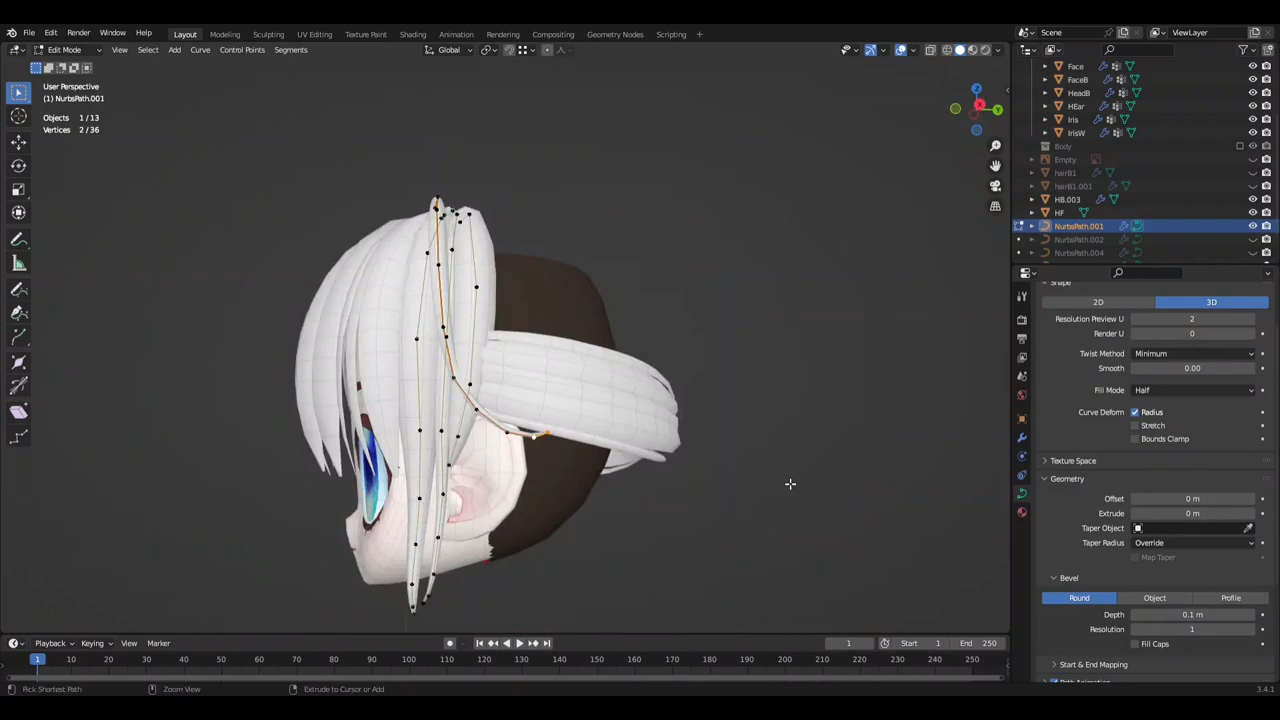 File Edit Render Window Help Layout Modeling Sculpting UV Editing Texture Paint Shading Animation Rendering Compositing Geometry Nodes Scripting Scene ViewLayer
Edit Mode View Select Add Curve Control Points Segments Global
User Perspective
(1) NurbsPath.001
Objects 1 / 13
Vertices 2 / 36
Z
X
Y
Face
FaceB
HeadB
HEar
Iris
IrisW
Body
Empty
hairB1
hairB1.001
HB.003
HF
NurbsPath.001
NurbsPath.002
NurbsPath.004
Shape
2D 3D
Resolution Preview U 2
Render U 0
Twist Method Minimum
Smooth 0.00
Fill Mode Half
Curve Deform Radius
Stretch
Bounds Clamp
Texture Space
Geometry
Offset 0 m
Extrude 0 m
Taper Object
Taper Radius Override
Map Taper
Bevel
Round Object Profile
Depth 0.1 m
Resolution 1
Fill Caps
Start & End Mapping
Path Animation
Playback Keying View Marker 1 Start 1 End 250
1 10 20 30 40 50 60 70 80 90 100 110 120 130 140 150 160 170 180 190 200 210 220 230 240 250
Pick Shortest Path Zoom View Extrude to Cursor or Add 3.4.1